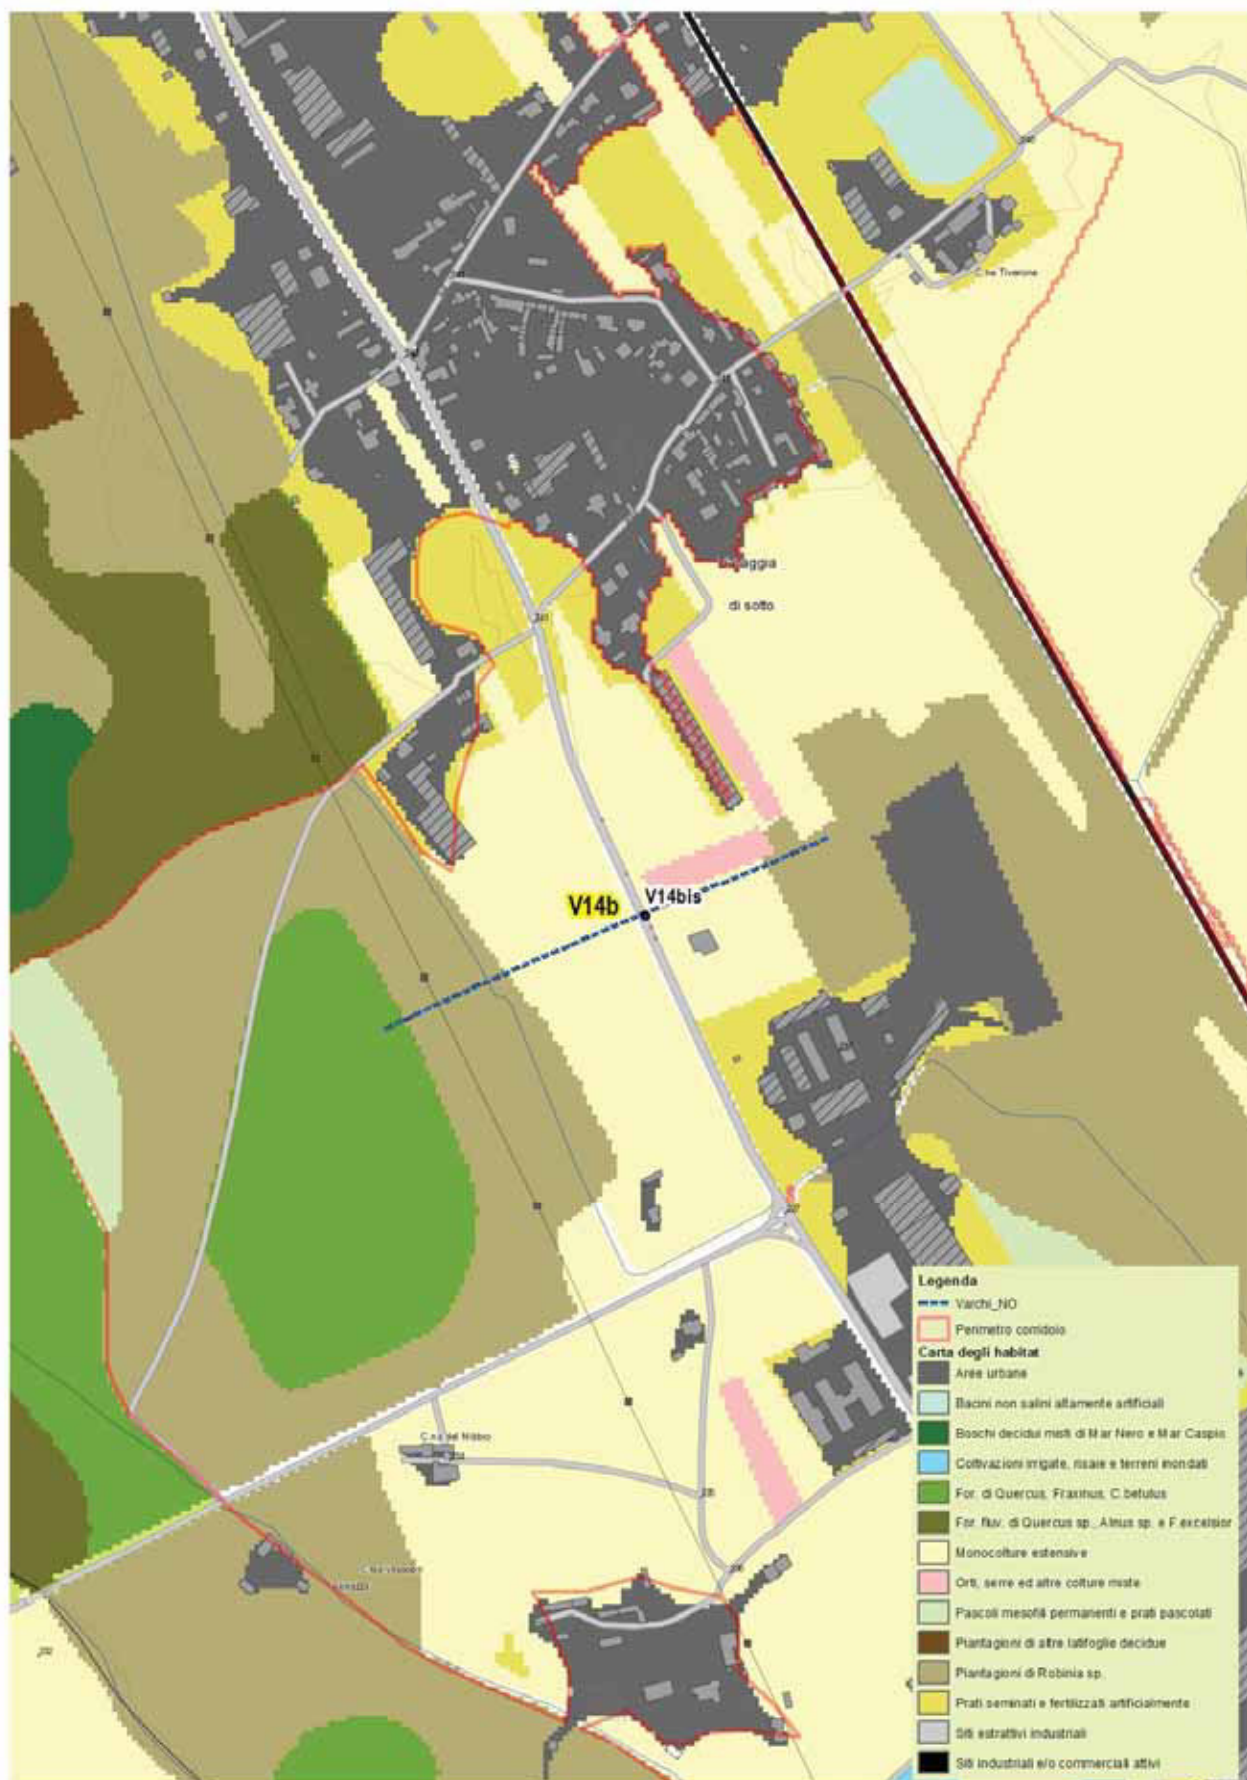 C.ne Tiverone
di sotto
V14b
V14bis
Legenda
Varchi_NO
Perimetro corridoio
Carta degli habitat
Aree urbane
Bacini non salini altamente artificiali
Boschi decidui misti di Mar Nero e Mar Caspio
Coltivazioni irrigate, risaie e terreni inondati
For. di Quercus, Fraxinus, C.betulus
For. fluv. di Quercus sp., Alnus sp. e F.excelsior
Monocolture estensive
Orti, serre ed altre colture miste
Pascoli mesofili permanenti e prati pascolati
Piantagioni di altre latifoglie decidue
Piantagioni di Robinia sp.
Prati seminati e fertilizzati artificialmente
Siti estrattivi industriali
Siti industriali e/o commerciali attivi